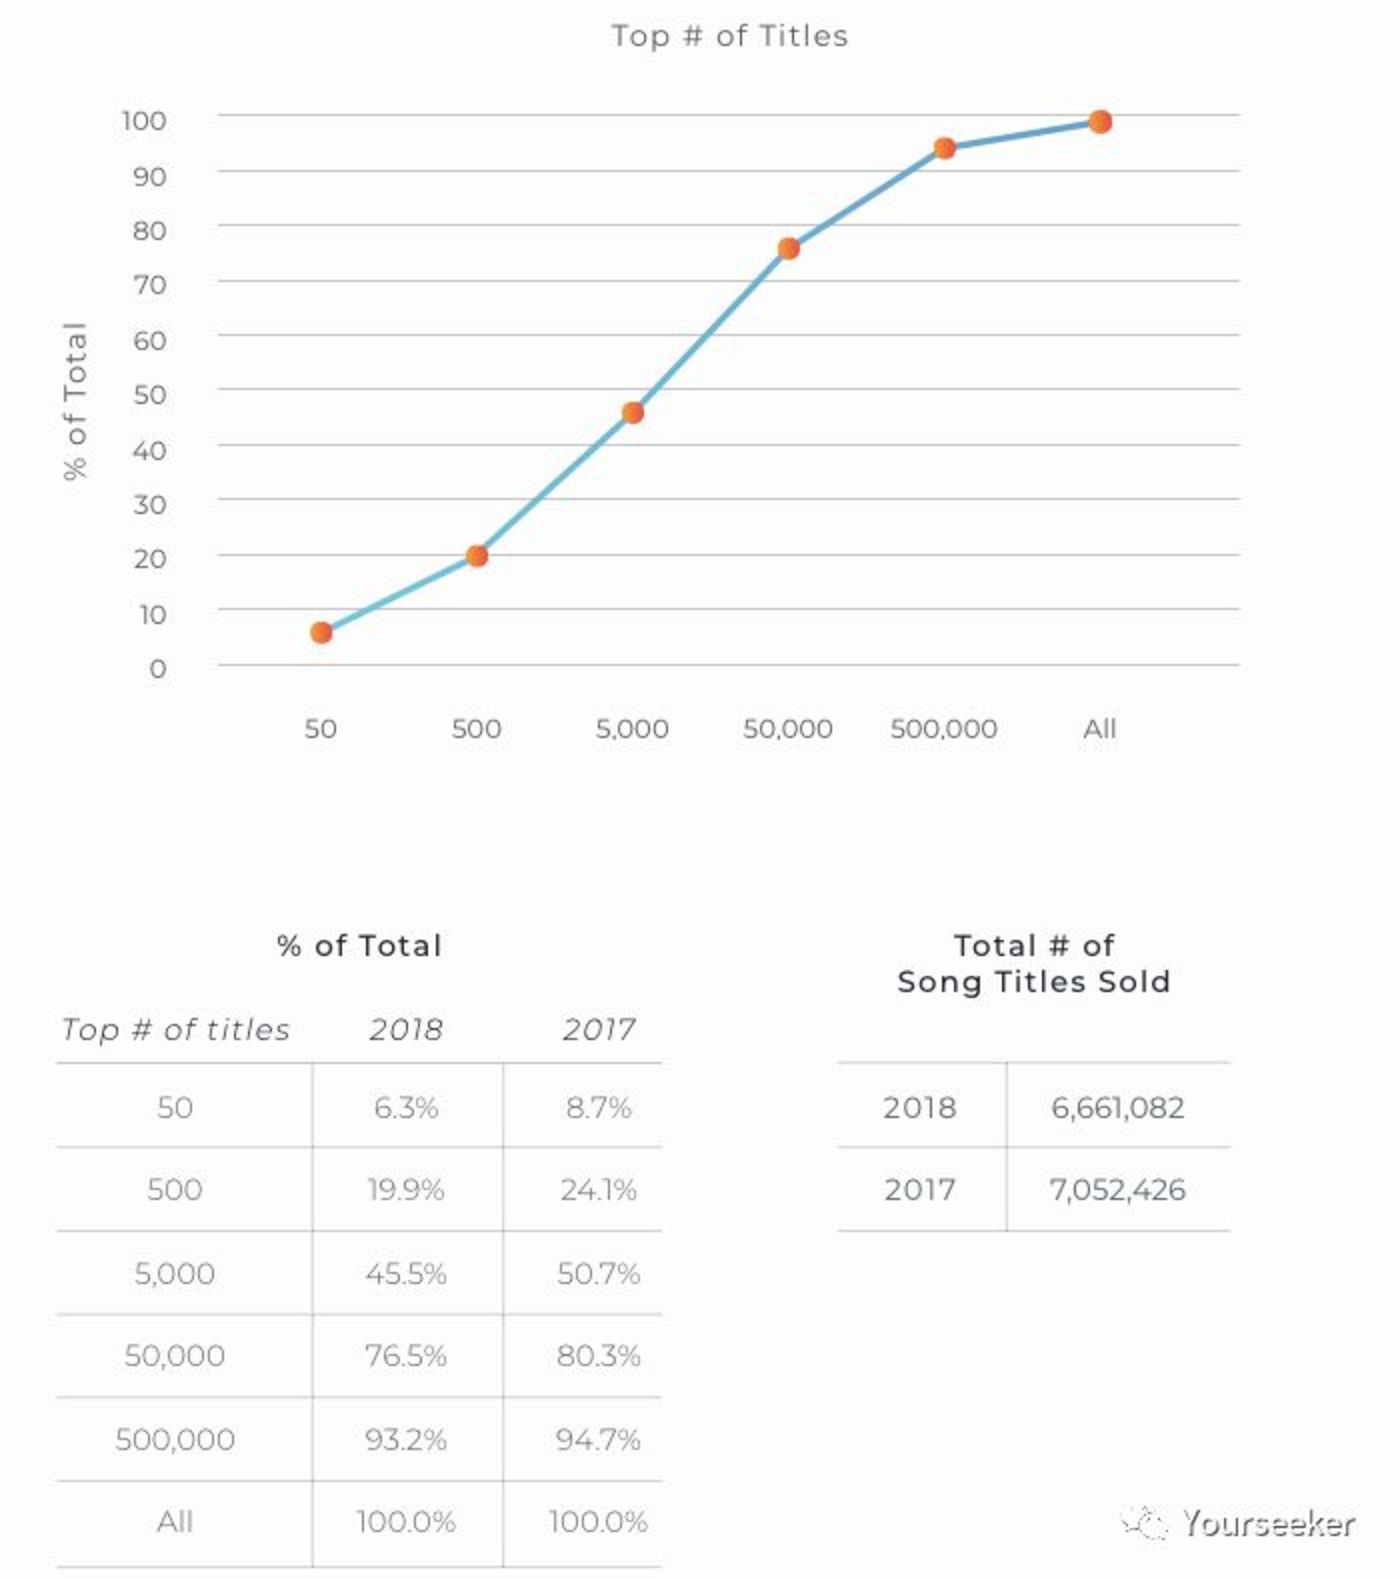 Top # of Titles
% of Total
100
90
80
70
60
50
40
30
20
10
0
50 500 5,000 50,000 500,000 All
% of Total
Top # of titles 2018 2017
50 6.3% 8.7%
500 19.9% 24.1%
5,000 45.5% 50.7%
50,000 76.5% 80.3%
500,000 93.2% 94.7%
All 100.0% 100.0%
Total # of
Song Titles Sold
2018 6,661,082
2017 7,052,426
Yourseeker